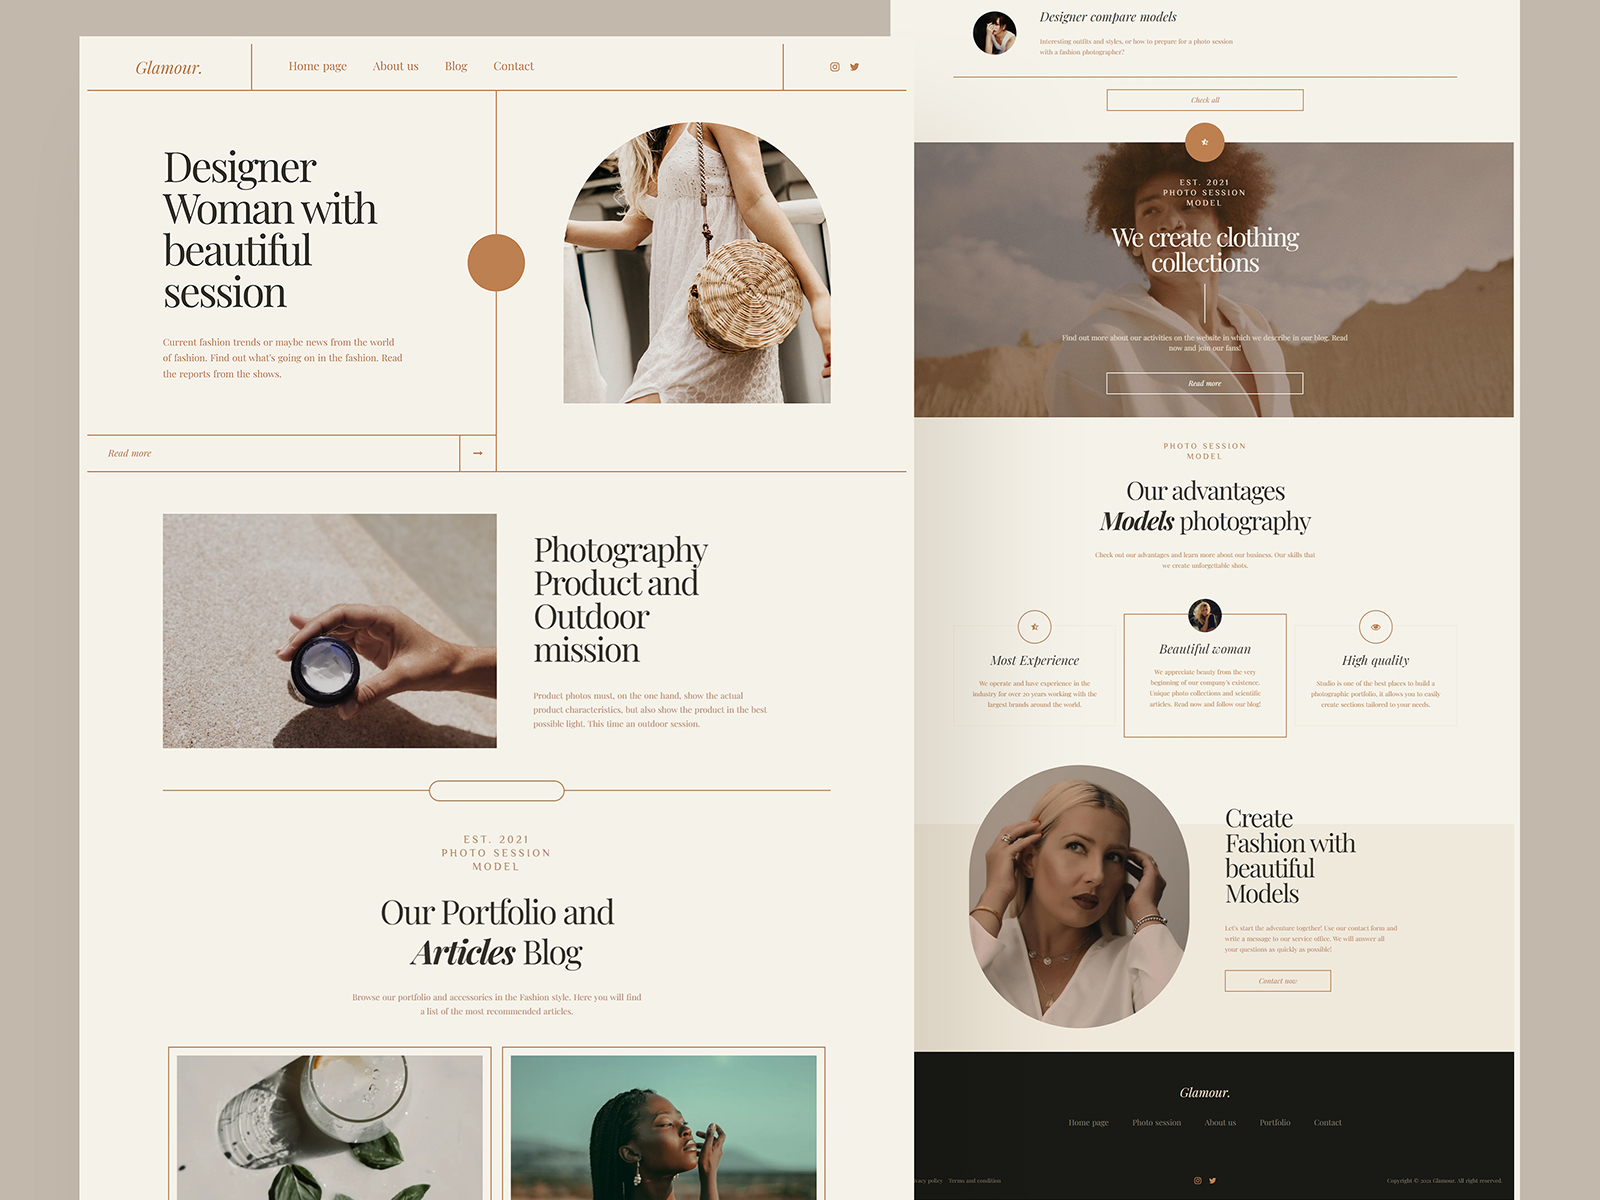 Glamour.
Home page
About us
Blog
Contact
Designer
Woman with
beautiful
session
Current fashion trends or maybe news from the world
of fashion. Find out what's going on in the fashion. Read
the reports from the shows.
Read more
Photography
Product and
Outdoor
mission
Product photos must, on the one hand, show the actual
product characteristics, but also show the product in the best
possible light. This time an outdoor session.
EST. 2021
PHOTO SESSION
MODEL
Our Portfolio and
Articles Blog
Browse our portfolio and accessories in the Fashion style. Here you will find
a list of the most recommended articles.
Designer compare models
Interesting outfits and styles, or how to prepare for a photo session
with a fashion photographer?
Check all
EST. 2021
PHOTO SESSION
MODEL
We create clothing
collections
Find out more about our activities on the website in which we describe in our blog. Read
now and join our fans!
Read more
PHOTO SESSION
MODEL
Our advantages
Models photography
Check out our advantages and learn more about our business. Our skills that
we create unforgettable shots.
Most Experience
We operate and have experience in the
industry for over 20 years working with the
largest brands around the world.
Beautiful woman
We appreciate beauty from the very
beginning of our company's existence.
Unique photo collections and scientific
articles. Read now and follow our blog!
High quality
Studio is one of the best places to build a
photographic portfolio, it allows you to easily
create sections tailored to your needs.
Create
Fashion with
beautiful
Models
Let's start the adventure together! Use our contact form and
write a message to our service office. We will answer all
your questions as quickly as possible!
Contact now
Glamour.
Home page
Photo session
About us
Portfolio
Contact
vacy policy
Terms and condition
Copyright © 2021 Glamour. All right reserved.